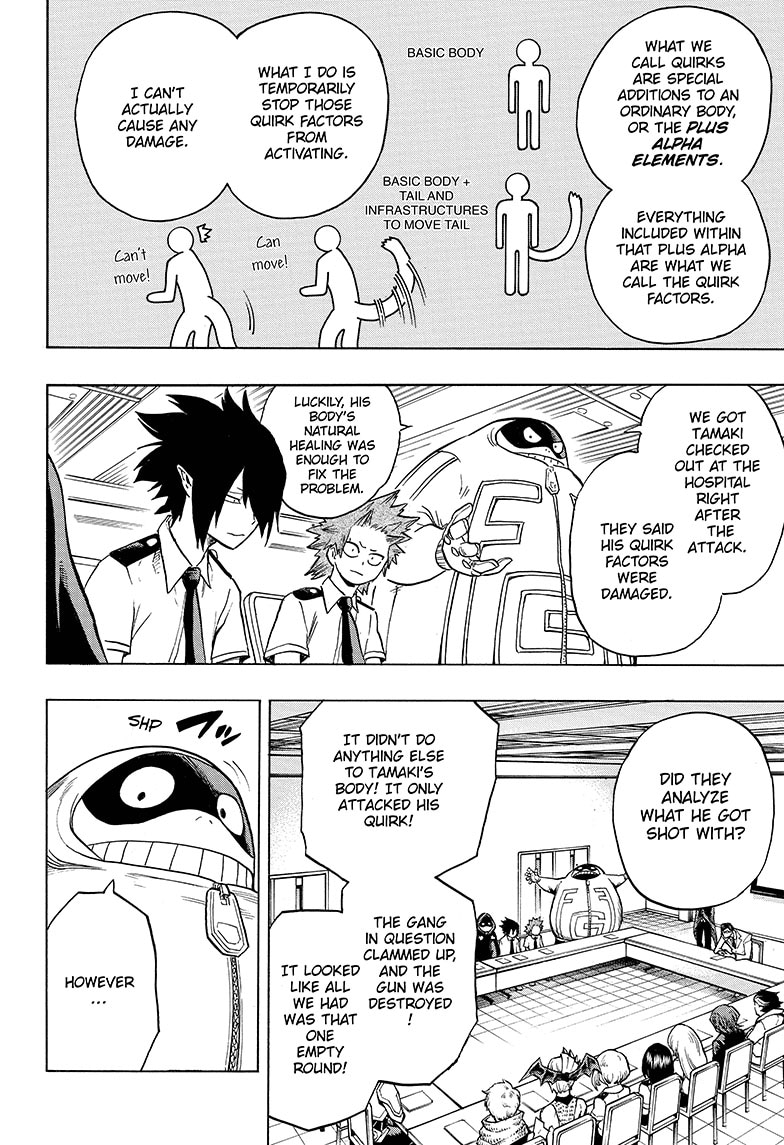 WHAT WE
CALL QUIRKS
ARE SPECIAL
ADDITIONS TO AN
ORDINARY BODY,
OR THE PLUS
ALPHA
ELEMENTS.
EVERYTHING
INCLUDED WITHIN
THAT PLUS ALPHA
ARE WHAT WE
CALL THE QUIRK
FACTORS.
BASIC BODY
BASIC BODY +
TAIL AND
INFRASTRUCTURES
TO MOVE TAIL
WHAT I DO IS
TEMPORARILY
STOP THOSE
QUIRK FACTORS
FROM
ACTIVATING.
Can
move!
I CAN'T
ACTUALLY
CAUSE ANY
DAMAGE.
Can't
move!
WE GOT
TAMAKI
CHECKED
OUT AT THE
HOSPITAL
RIGHT
AFTER
THE
ATTACK.
THEY SAID
HIS QUIRK
FACTORS
WERE
DAMAGED.
LUCKILY, HIS
BODY'S
NATURAL
HEALING WAS
ENOUGH TO
FIX THE
PROBLEM.
F
G
DID THEY
ANALYZE
WHAT HE GOT
SHOT WITH?
IT DIDN'T DO
ANYTHING ELSE
TO TAMAKI'S
BODY! IT ONLY
ATTACKED HIS
QUIRK!
THE GANG
IN QUESTION
CLAMMED UP,
AND THE
GUN WAS
DESTROYED
!
IT LOOKED
LIKE ALL
WE HAD
WAS THAT
ONE
EMPTY
ROUND!
F
G
SHP
フッ
HOWEVER
...